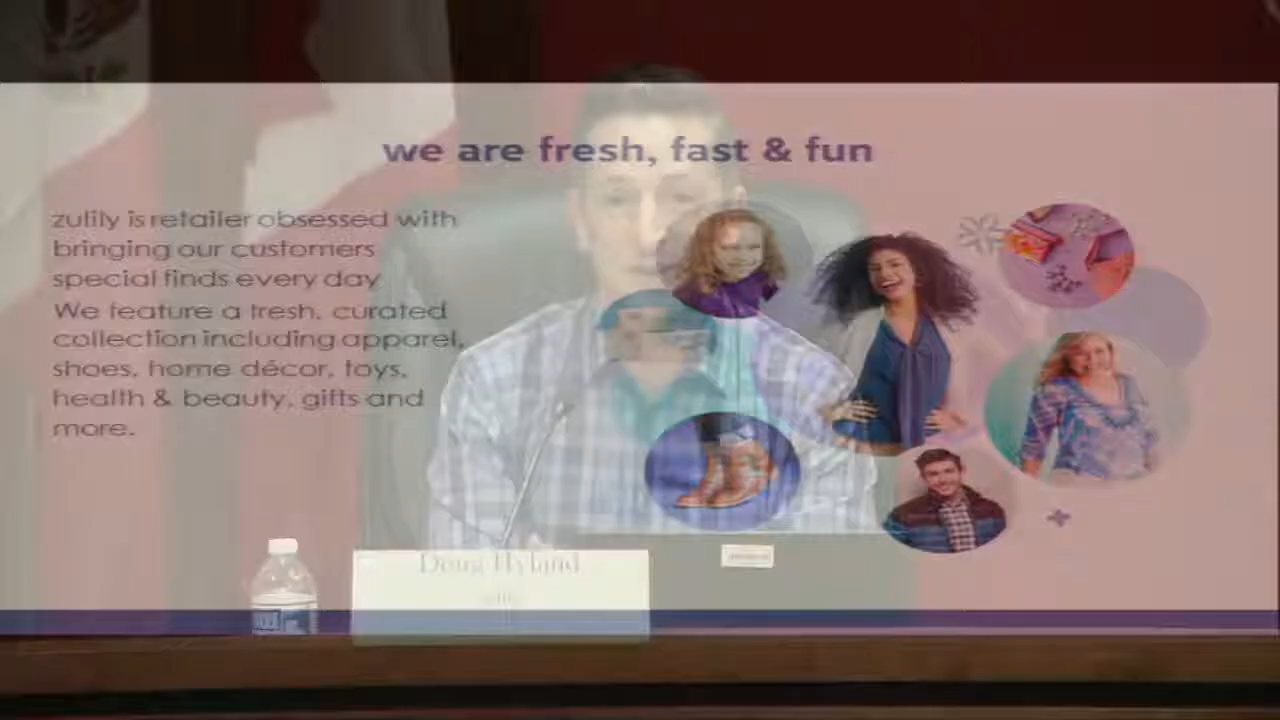 we are fresh, fast & fun
zulily is retailer obsessed with
bringing our customers
special finds every day
We feature a fresh, curated
collection including apparel,
shoes, home décor, toys,
health & beauty, gifts and
more.
Doug Hyland